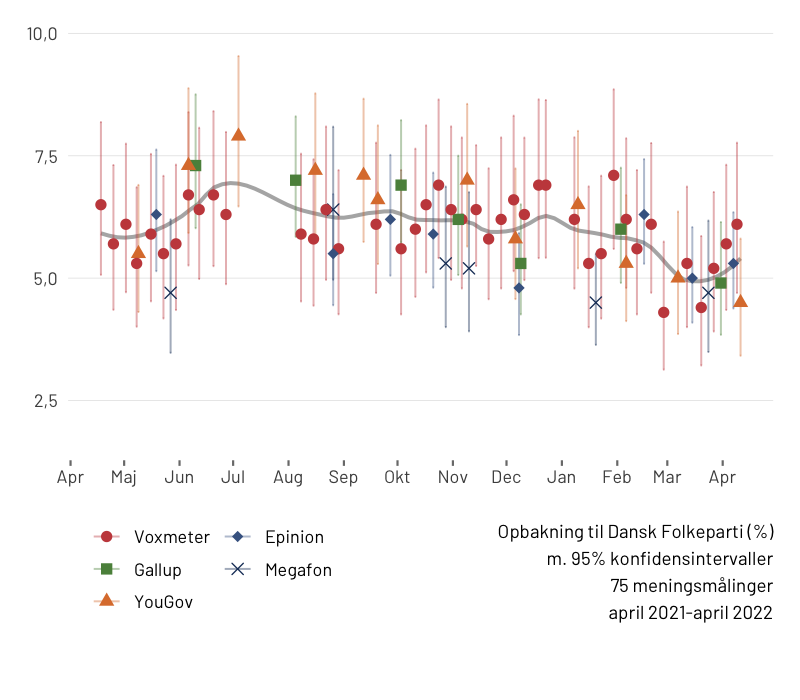 10,0
7,5
5,0
2,5
Apr Maj Jun Jul Aug Sep Okt Nov Dec Jan Feb Mar Apr
Voxmeter
Epinion
Gallup
Megafon
YouGov
Opbakning til Dansk Folkeparti (%)
m. 95% konfidensintervaller
75 meningsmålinger
april 2021-april 2022